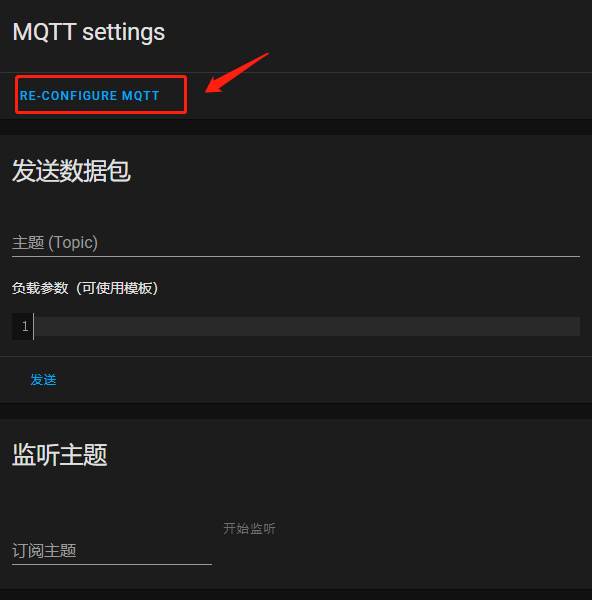 MQTT settings
RE-CONFIGURE MQTT
发送数据包
主题 (Topic)
负载参数（可使用模板）
1
发送
监听主题
开始监听
订阅主题